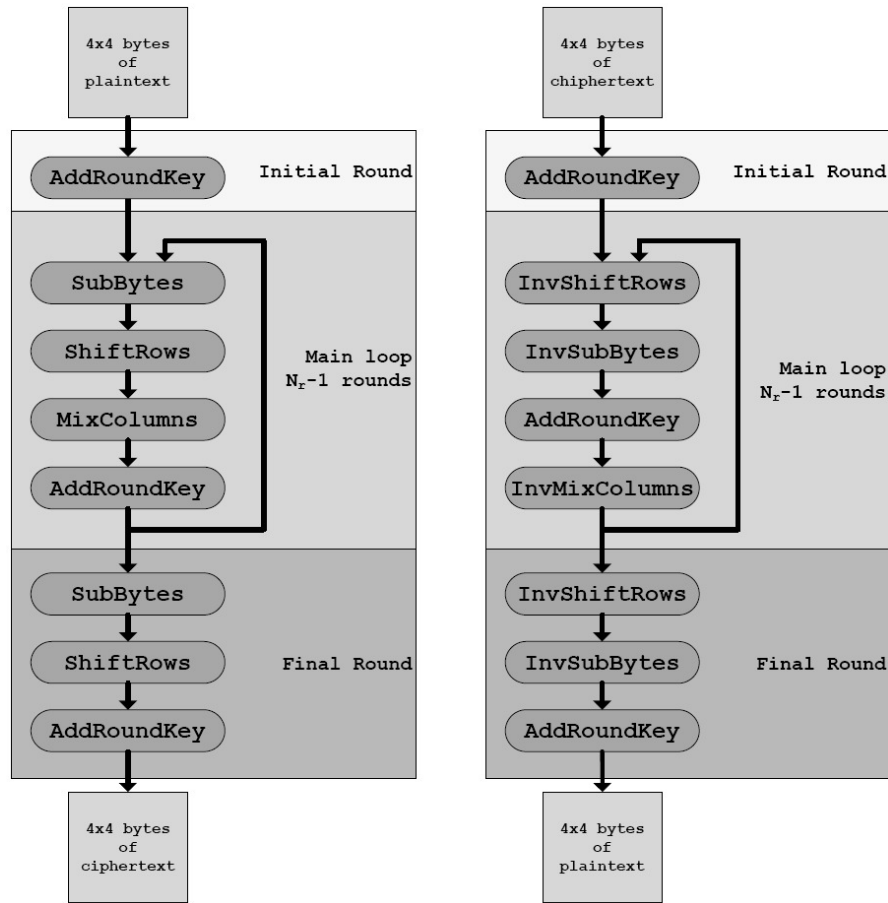 4x4 bytes
of
plaintext
AddRoundKey
Initial Round
SubBytes
ShiftRows
MixColumns
AddRoundKey
Main loop
Nr-1 rounds
SubBytes
ShiftRows
AddRoundKey
Final Round
4x4 bytes
of
ciphertext
4x4 bytes
of
chiphertext
AddRoundKey
Initial Round
InvShiftRows
InvSubBytes
AddRoundKey
InvMixColumns
Main loop
Nr-1 rounds
InvShiftRows
InvSubBytes
AddRoundKey
Final Round
4x4 bytes
of
plaintext